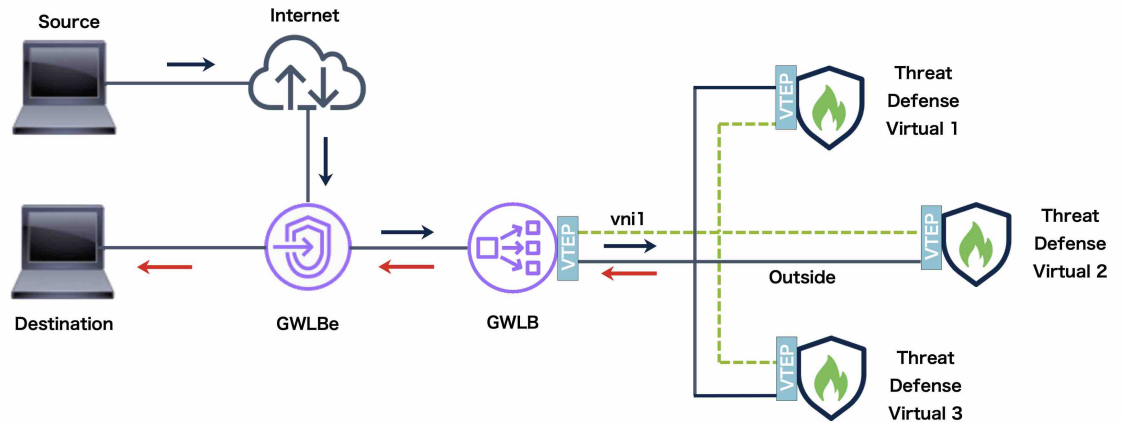 Source
Internet
VTEP
Threat
Defense
Virtual 1
vni1
VTEP
VTEP
Threat
Defense
Virtual 2
Outside
Destination
GWLBe
GWLB
VTEP
Threat
Defense
Virtual 3